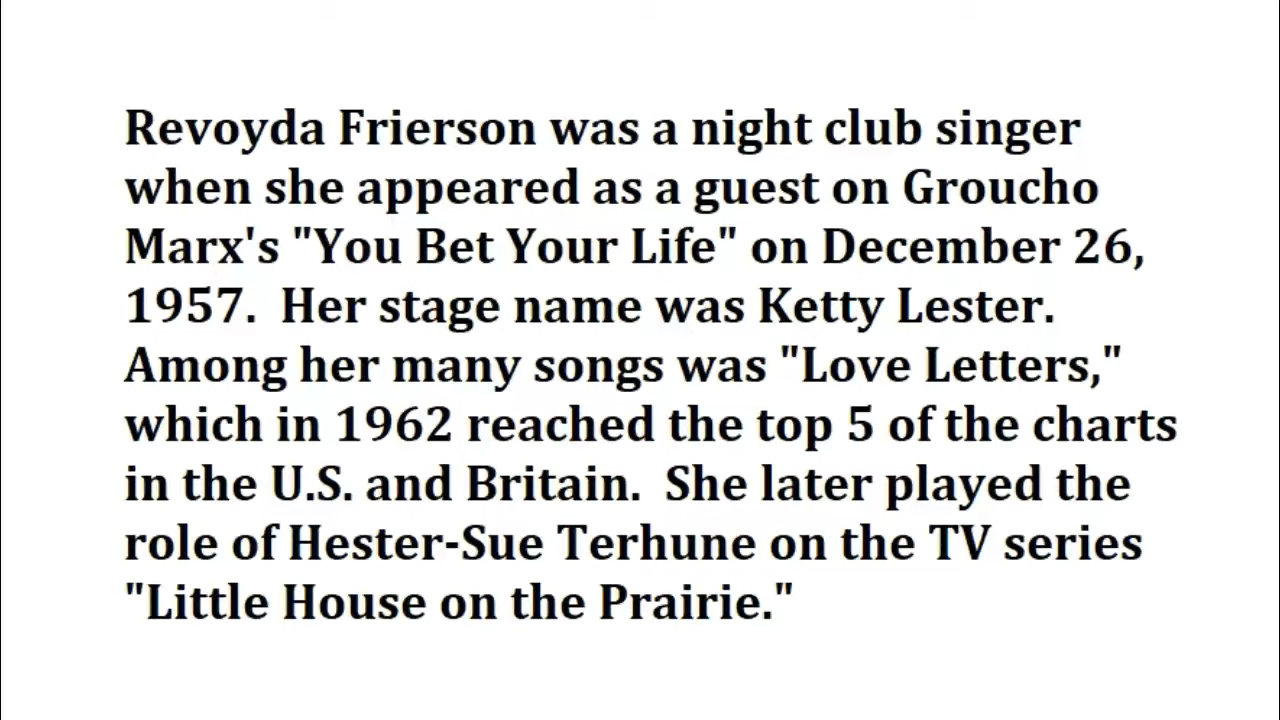 Revoyda Frierson was a night club singer
when she appeared as a guest on Groucho
Marx's "You Bet Your Life" on December 26,
1957.  Her stage name was Ketty Lester.
Among her many songs was "Love Letters,"
which in 1962 reached the top 5 of the charts
in the U.S. and Britain.  She later played the
role of Hester-Sue Terhune on the TV series
"Little House on the Prairie."